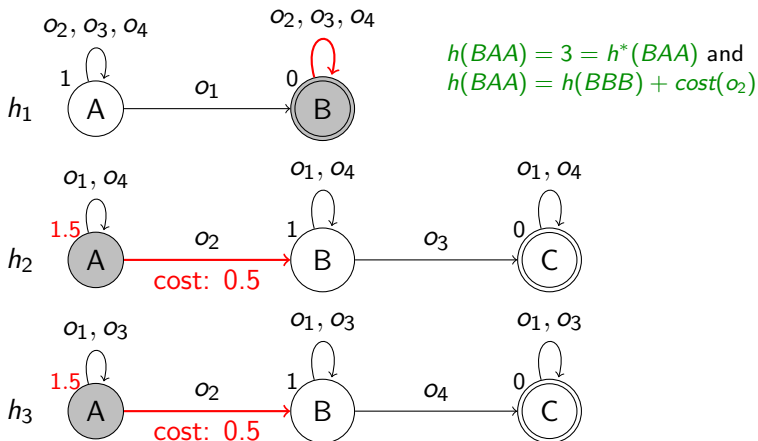 o₂, o₃, o₄
o₂, o₃, o₄
h(BAA) = 3 = h*(BAA) and
h(BAA) = h(BBB) + cost(o₂)
h₁
1
A
o₁
0
B
o₁, o₄
o₁, o₄
o₁, o₄
h₂
1.5
A
o₂
cost: 0.5
1
B
o₃
0
C
o₁, o₃
o₁, o₃
o₁, o₃
h₃
1.5
A
o₂
cost: 0.5
1
B
o₄
0
C